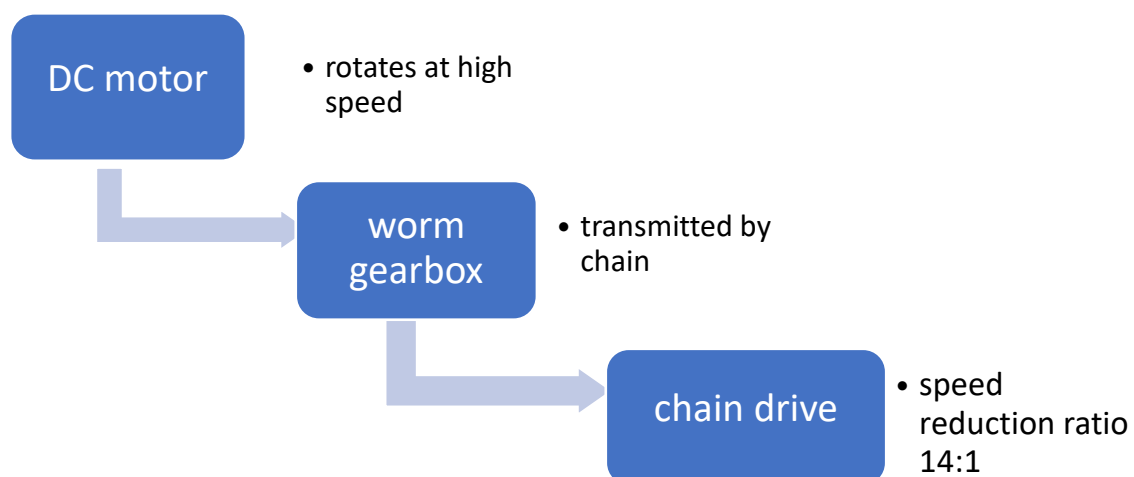 DC motor
• rotates at high
speed
worm
gearbox
• transmitted by
chain
chain drive
• speed
reduction ratio
14:1